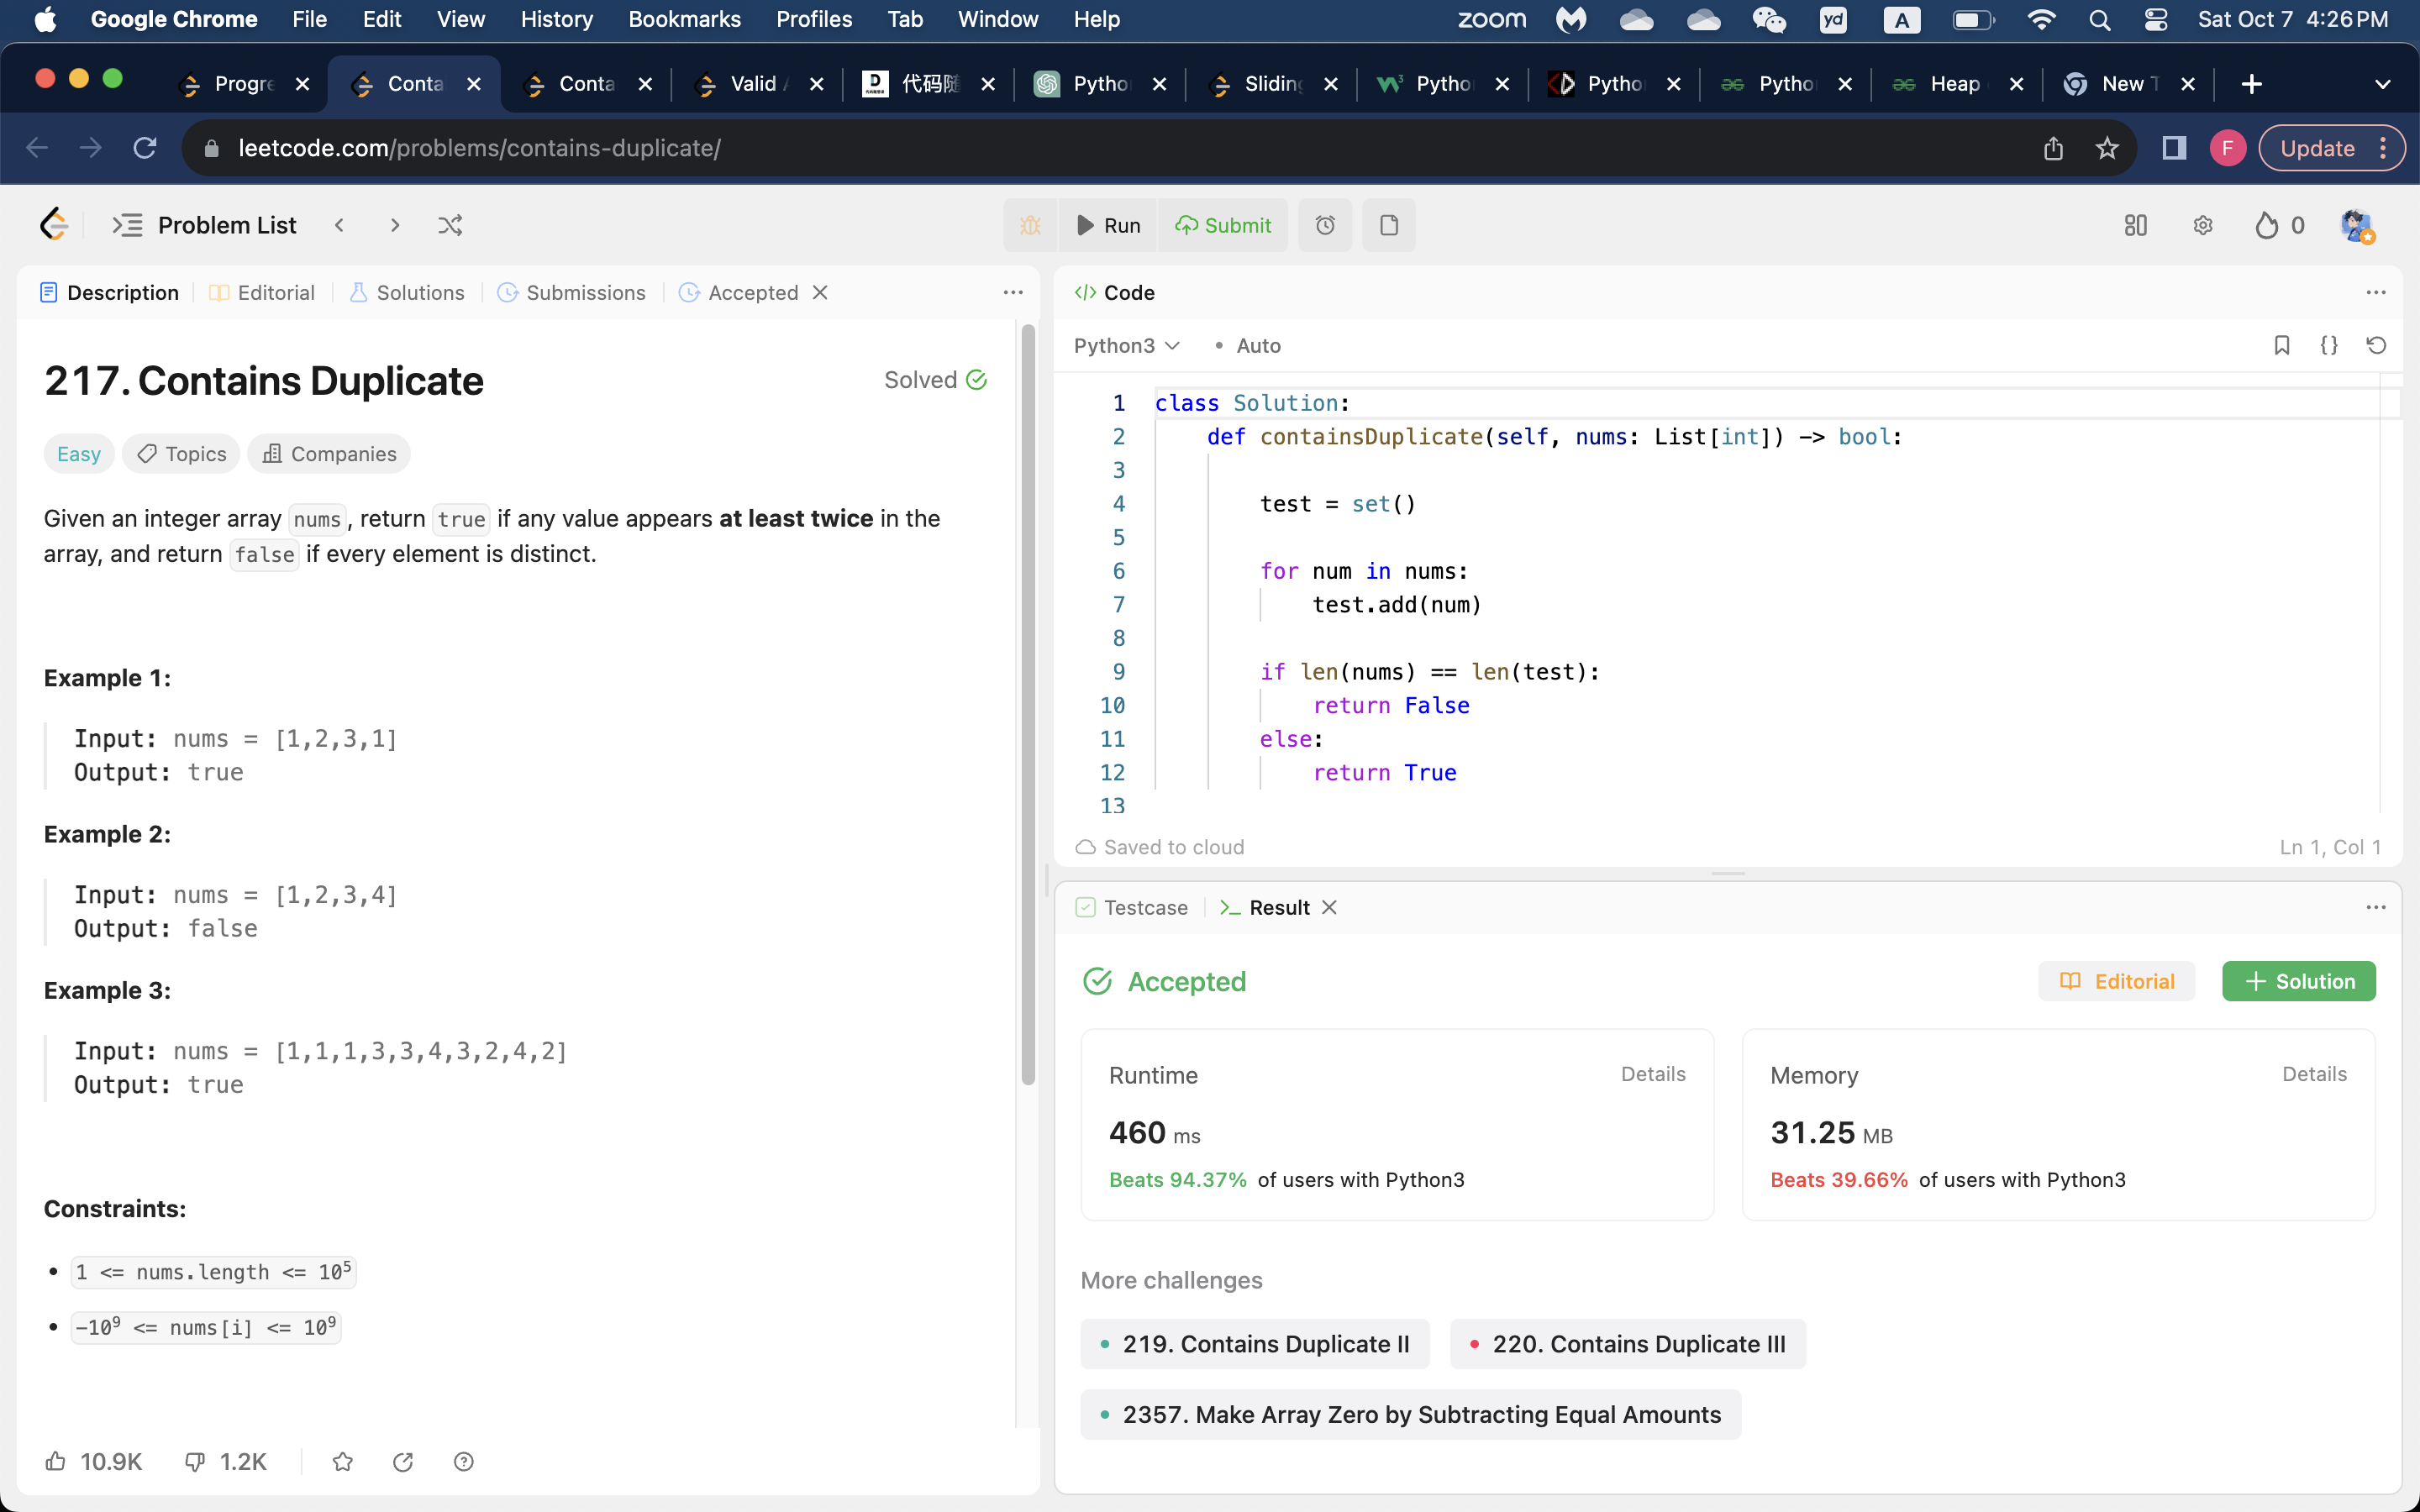 Google Chrome File Edit View History Bookmarks Profiles Tab Window Help zoom yd A Sat Oct 7 4:26 PM
Progre Conta Conta Valid A 代码随 Python Sliding Python Python Python Heap New T
leetcode.com/problems/contains-duplicate/ F Update
Problem List Run Submit 0
Description Editorial Solutions Submissions Accepted
217. Contains Duplicate
Solved
Easy Topics Companies
Given an integer array nums, return true if any value appears at least twice in the
array, and return false if every element is distinct.
Example 1:
Input: nums = [1,2,3,1]
Output: true
Example 2:
Input: nums = [1,2,3,4]
Output: false
Example 3:
Input: nums = [1,1,1,3,3,4,3,2,4,2]
Output: true
Constraints:
• 1 <= nums.length <= 10⁵
• -10⁹ <= nums[i] <= 10⁹
10.9K 1.2K
</> Code
Python3 • Auto
1 class Solution:
2 def containsDuplicate(self, nums: List[int]) -> bool:
3
4 test = set()
5
6 for num in nums:
7 test.add(num)
8
9 if len(nums) == len(test):
10 return False
11 else:
12 return True
13
Saved to cloud Ln 1, Col 1
Testcase >_ Result
Accepted Editorial + Solution
Runtime Details
460 ms
Beats 94.37% of users with Python3
Memory Details
31.25 MB
Beats 39.66% of users with Python3
More challenges
• 219. Contains Duplicate II • 220. Contains Duplicate III
• 2357. Make Array Zero by Subtracting Equal Amounts